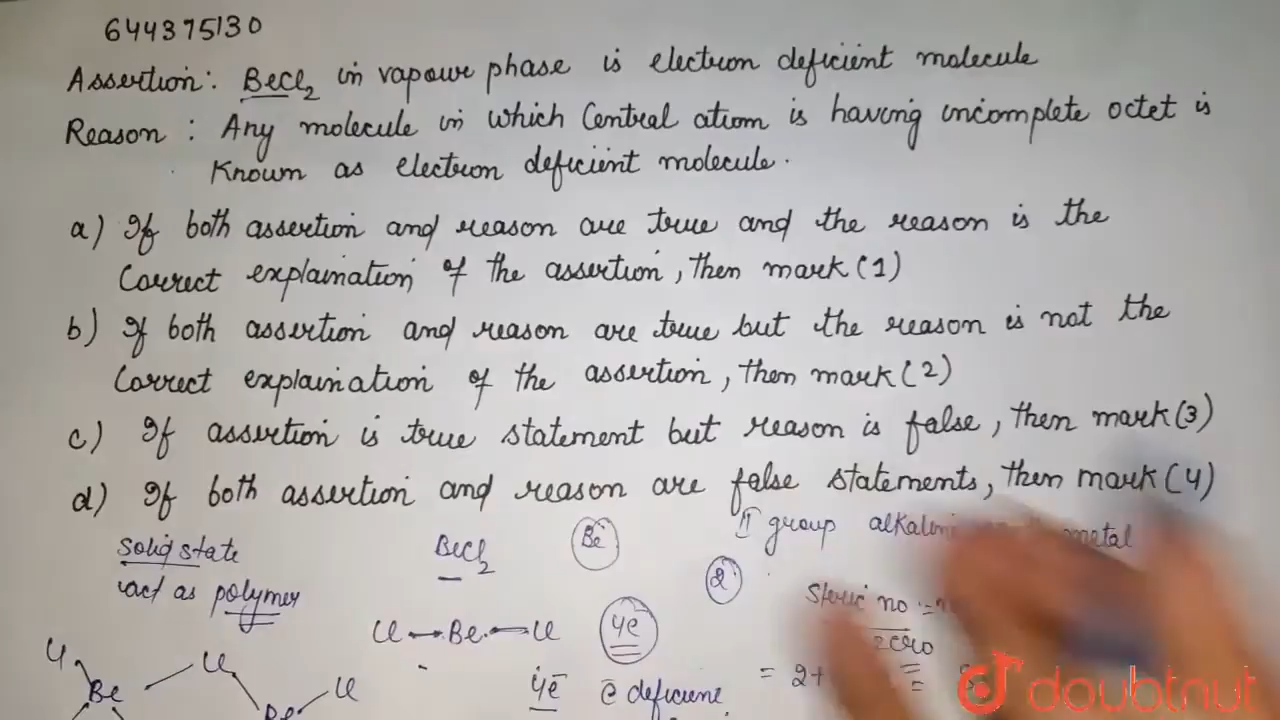 644375130
Assertion: BeCl2 in vapour phase is electron deficient molecule
Reason : Any molecule in which Central atom is having incomplete octet is
Known as electron deficient molecule.
a) If both assertion and reason are true and the reason is the
Correct explaination of the assertion, then mark (1)
b) If both assertion and reason are true but the reason is not the
Correct explaination of the assertion, then mark (2)
c) If assertion is true statement but reason is false, then mark (3)
d) If both assertion and reason are false statements, then mark (4)
II group metal
Solid state BeCl2 Be
act as polymer 2
Steric no =
Cl Be Cl 4e
zero
= 2+
Cl Cl Cl
Be
4e e deficient
doubtnut